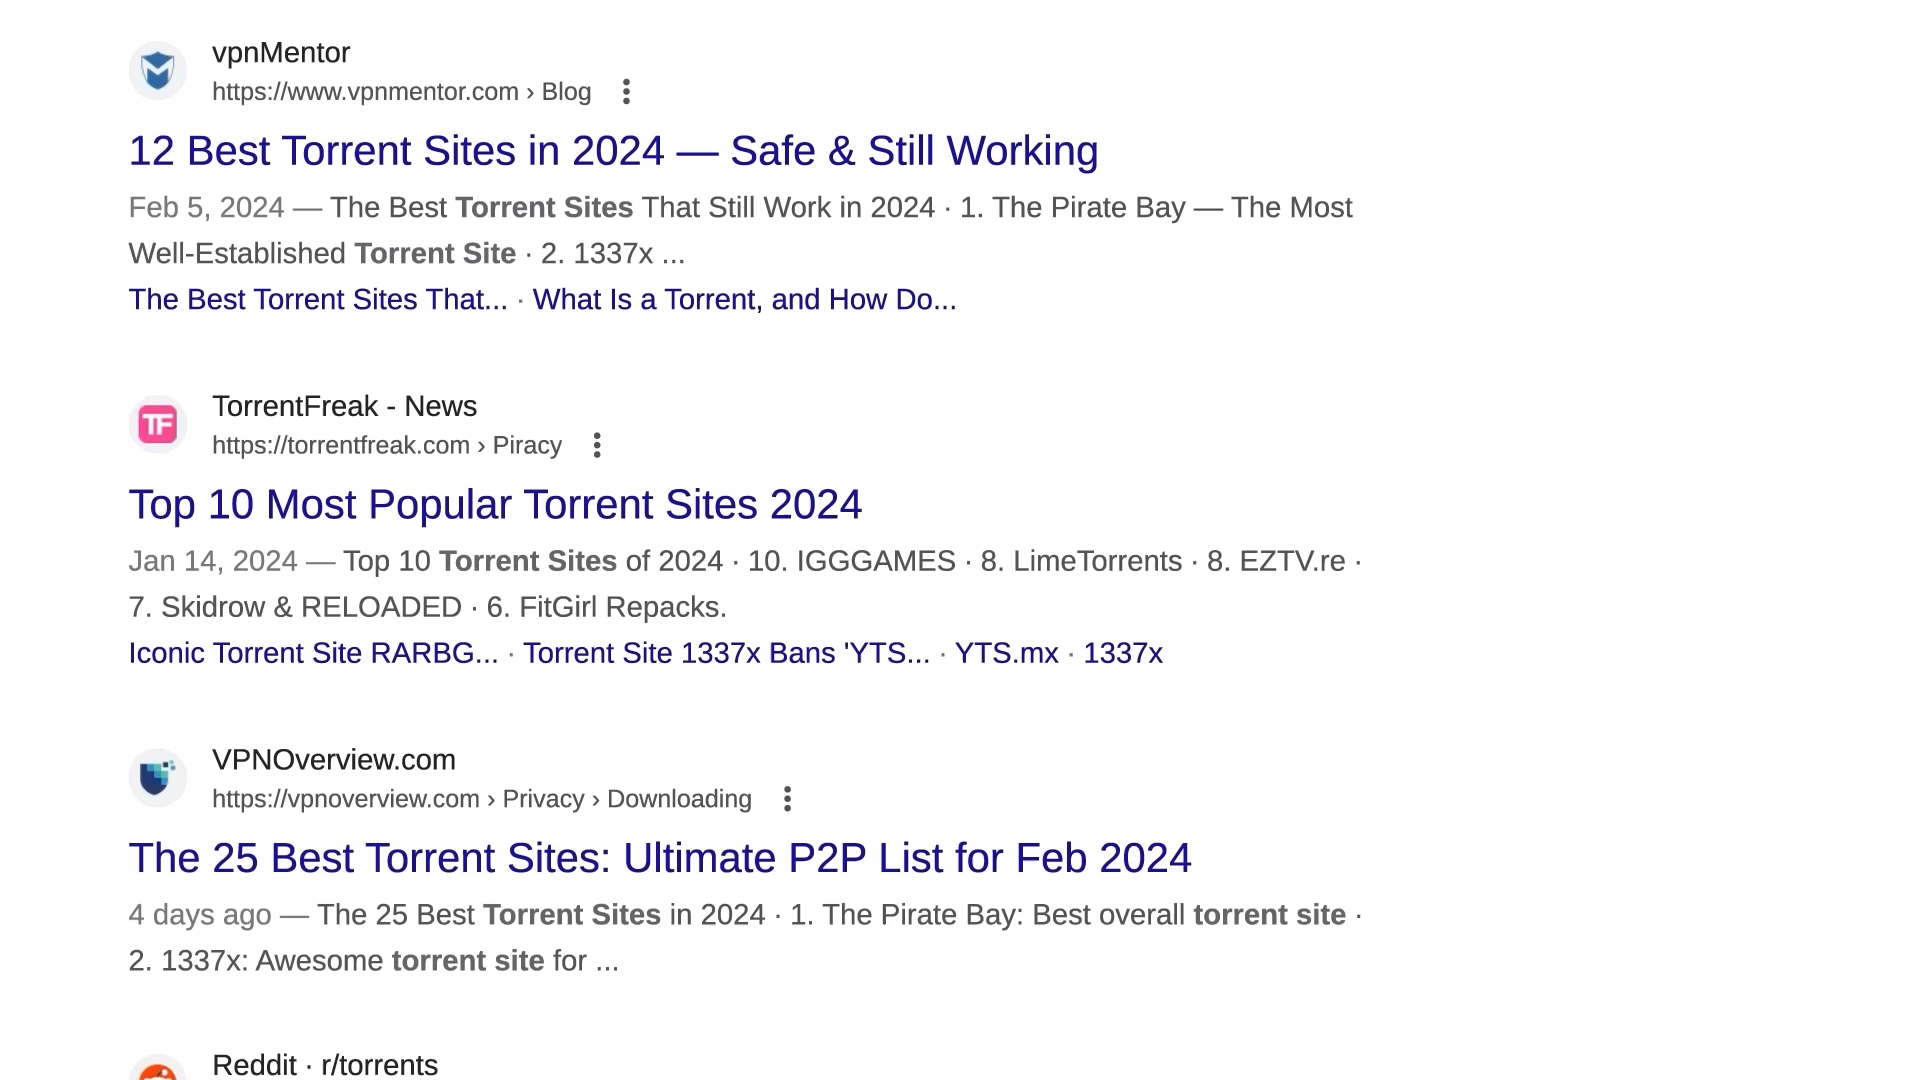 vpnMentor
https://www.vpnmentor.com › Blog
12 Best Torrent Sites in 2024 — Safe & Still Working
Feb 5, 2024 — The Best Torrent Sites That Still Work in 2024 · 1. The Pirate Bay — The Most
Well-Established Torrent Site · 2. 1337x ...
The Best Torrent Sites That... · What Is a Torrent, and How Do...
TF
TorrentFreak - News
https://torrentfreak.com › Piracy
Top 10 Most Popular Torrent Sites 2024
Jan 14, 2024 — Top 10 Torrent Sites of 2024 · 10. IGGGAMES · 8. LimeTorrents · 8. EZTV.re ·
7. Skidrow & RELOADED · 6. FitGirl Repacks.
Iconic Torrent Site RARBG... · Torrent Site 1337x Bans 'YTS... · YTS.mx · 1337x
VPNOverview.com
https://vpnoverview.com › Privacy › Downloading
The 25 Best Torrent Sites: Ultimate P2P List for Feb 2024
4 days ago — The 25 Best Torrent Sites in 2024 · 1. The Pirate Bay: Best overall torrent site ·
2. 1337x: Awesome torrent site for ...
Reddit · r/torrents